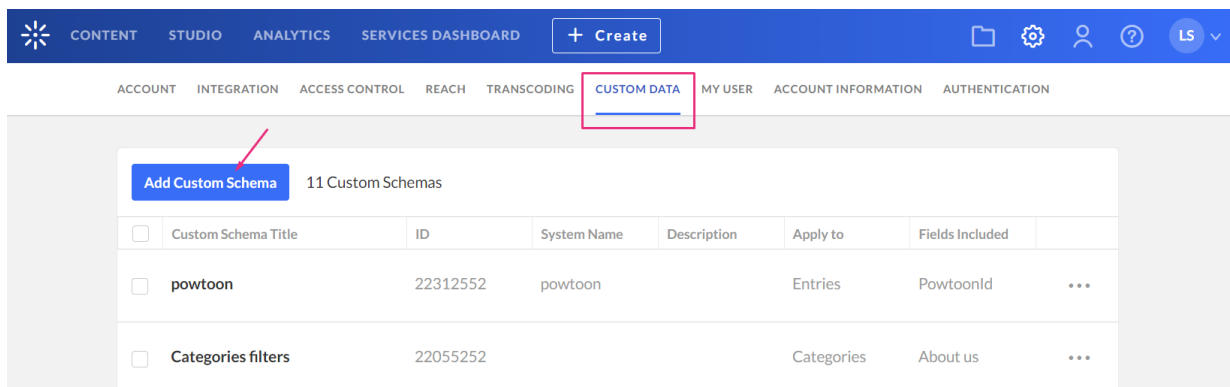 CONTENT STUDIO ANALYTICS SERVICES DASHBOARD + Create LS
ACCOUNT INTEGRATION ACCESS CONTROL REACH TRANSCODING CUSTOM DATA MY USER ACCOUNT INFORMATION AUTHENTICATION
Add Custom Schema 11 Custom Schemas
Custom Schema Title ID System Name Description Apply to Fields Included
powtoon 22312552 powtoon Entries PowtoonId
Categories filters 22055252 Categories About us